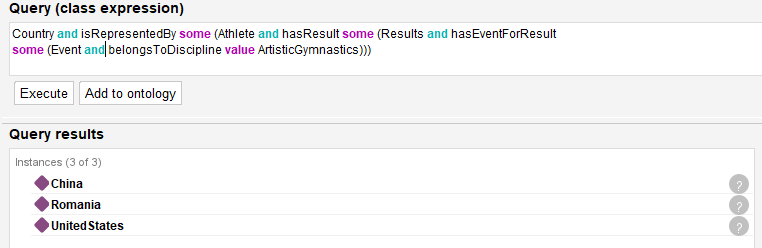 Query (class expression)
Country and isRepresentedBy some (Athlete and hasResult some (Results and hasEventForResult
some (Event and belongsToDiscipline value ArtisticGymnastics)))
Execute Add to ontology
Query results
Instances (3 of 3)
China ?
Romania ?
UnitedStates ?